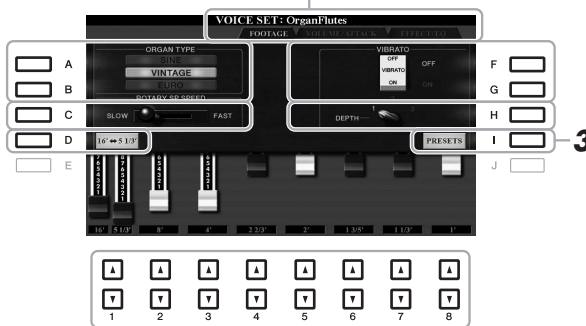 VOICE SET: OrganFlutes
FOOTAGE VOLUME/ATTACK EFFECT/EQ
ORGAN TYPE
SINE
VINTAGE
EURO
ROTARY SP SPEED
SLOW FAST
VIBRATO
OFF
VIBRATO
ON
OFF
ON
DEPTH
1 3
A
B
C
D
E
F
G
H
I
J
3
16' ⇔ 5 1/3'
PRESETS
16' 5 1/3' 8' 4' 2 2/3' 2' 1 3/5' 1 1/3' 1'
1 2 3 4 5 6 7 8